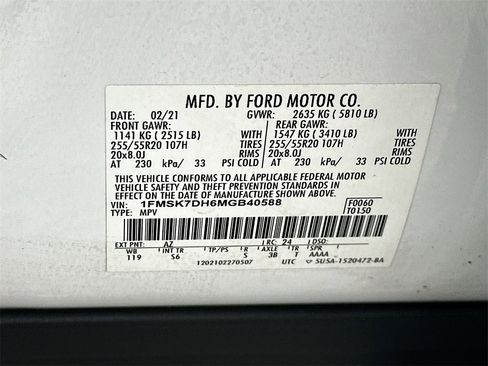 MFD. BY FORD MOTOR CO.
DATE: 02/21 GVWR: 2635 KG ( 5810 LB)
FRONT GAWR: REAR GAWR:
1141 KG ( 2515 LB) WITH 1547 KG ( 3410 LB) WITH
255/55R20 107H TIRES 255/55R20 107H TIRES
20x8.0J RIMS 20x8.0J RIMS
AT 230 kPa/ 33 PSI COLD AT 230 kPa/ 33 PSI COLD
THIS VEHICLE CONFORMS TO ALL APPLICABLE FEDERAL MOTOR
VEHICLE SAFETY AND THEFT PREVENTION STANDARDS IN
EFFECT ON THE DATE OF MANUFACTURE SHOWN ABOVE.
VIN: 1FMSK7DH6MGB40588 F0060
TYPE: MPV T0150
EXT PNT: AZ RC: 24 DSO:
WB INT TR TP/PS R AXLE TR SPR
119 S6 S 3B T AAAA
1202102270507 UTC SUSA-1520472-BA